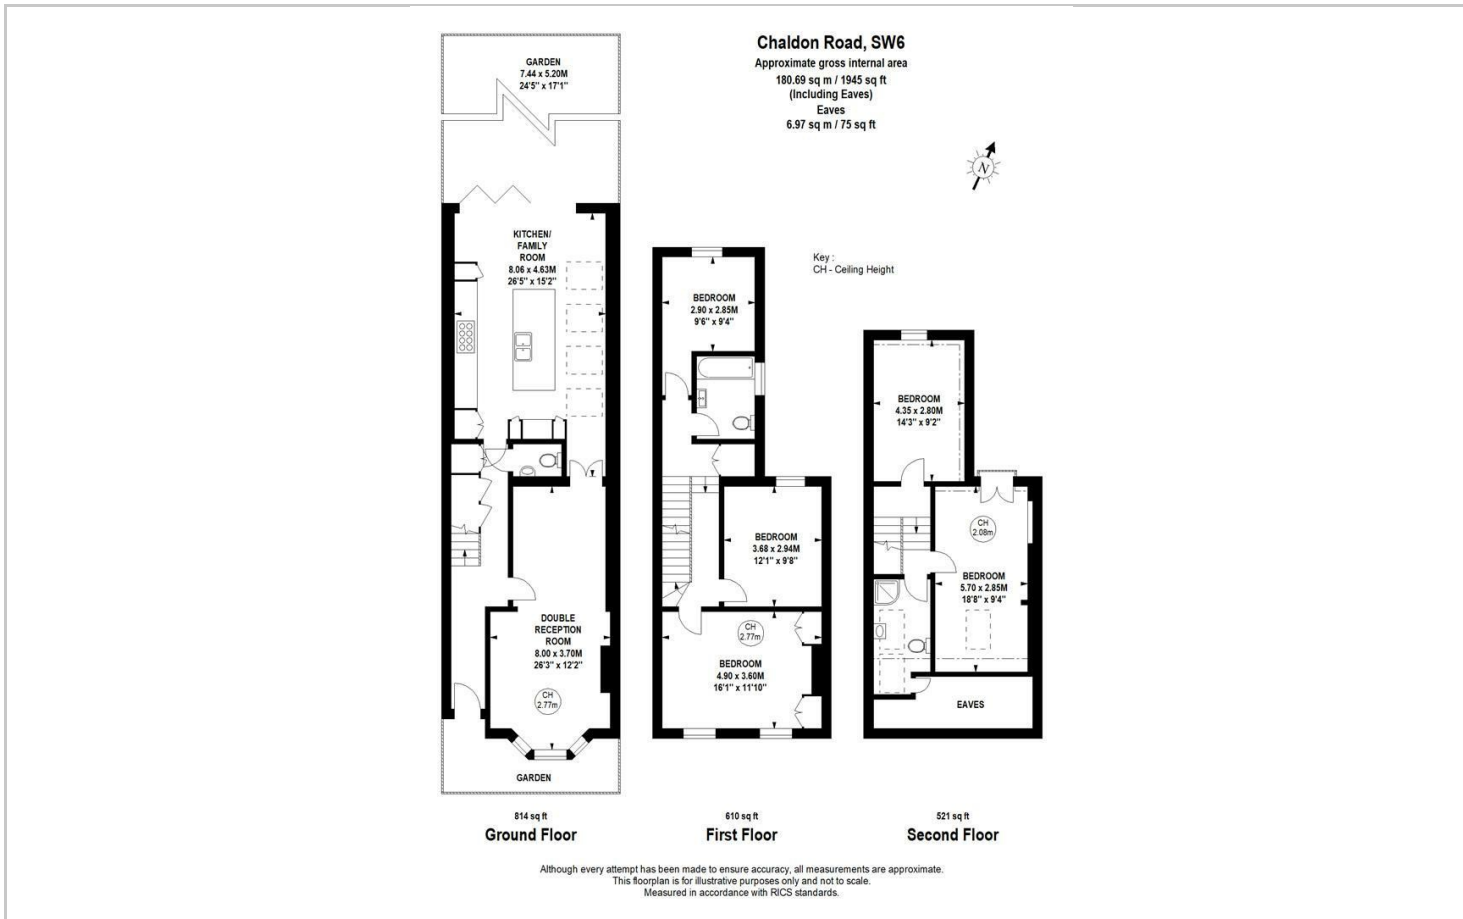 Chaldon Road, SW6
Approximate gross internal area
180.69 sq m / 1945 sq ft
(Including Eaves)
Eaves
6.97 sq m / 75 sq ft
N
Key :
CH - Ceiling Height
GARDEN
7.44 x 5.20M
24'5" x 17'1"
KITCHEN/
FAMILY
ROOM
8.06 x 4.63M
26'5" x 15'2"
DOUBLE
RECEPTION
ROOM
8.00 x 3.70M
26'3" x 12'2"
CH
2.77m
GARDEN
814 sq ft
Ground Floor
BEDROOM
2.90 x 2.85M
9'6" x 9'4"
BEDROOM
3.68 x 2.94M
12'1" x 9'8"
CH
2.77m
BEDROOM
4.90 x 3.60M
16'1" x 11'10"
610 sq ft
First Floor
BEDROOM
4.35 x 2.80M
14'3" x 9'2"
CH
2.08m
BEDROOM
5.70 x 2.85M
18'8" x 9'4"
EAVES
521 sq ft
Second Floor
Although every attempt has been made to ensure accuracy, all measurements are approximate.
This floorplan is for illustrative purposes only and not to scale.
Measured in accordance with RICS standards.